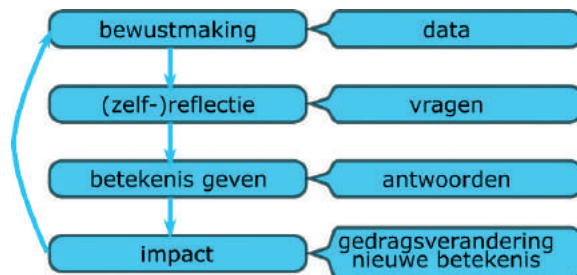 bewustmaking
data
(zelf-)reflectie
vragen
betekenis geven
antwoorden
impact
gedragsverandering
nieuwe betekenis